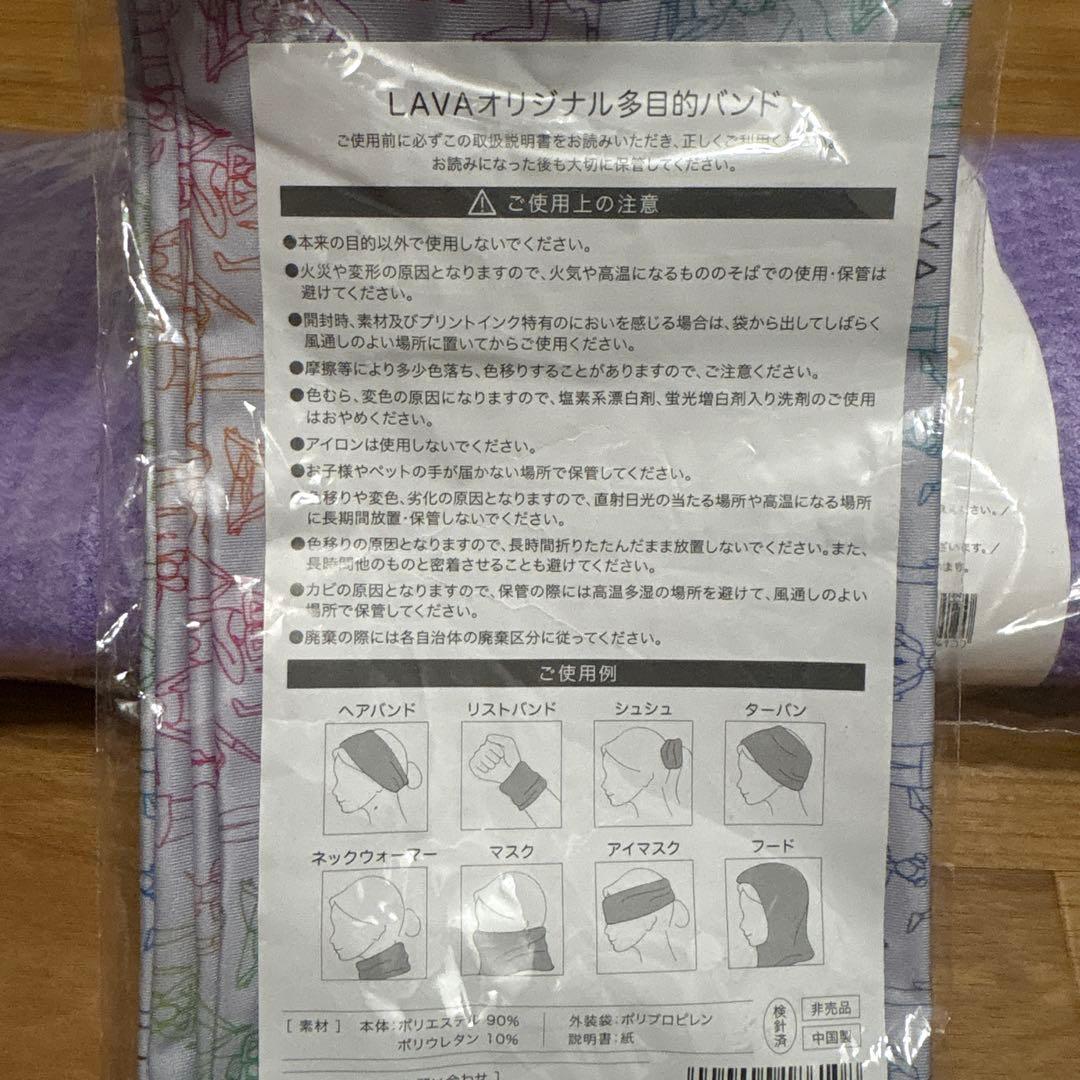 LAVAオリジナル多目的バンド
ご使用前に必ずこの取扱説明書をお読みいただき、正しくご利用く
お読みになった後も大切に保管してください。
ご使用上の注意
●本来の目的以外で使用しないでください。
●火災や変形の原因となりますので、火気や高温になるもののそばでの使用・保管は
避けてください。
●開封時、素材及びプリントインク特有のにおいを感じる場合は、袋から出してしばらく
風通しのよい場所に置いてからご使用ください。
●摩擦等により多少色落ち、色移りすることがありますので、ご注意ください。
●色むら、変色の原因になりますので、塩素系漂白剤、蛍光増白剤入り洗剤のご使用
はおやめください。
●アイロンは使用しないでください。
●お子様やペットの手が届かない場所で保管してください。
色移りや変色、劣化の原因となりますので、直射日光の当たる場所や高温になる場所
に長期間放置・保管しないでください。
●色移りの原因となりますので、長時間折りたたんだまま放置しないでください。また、
長時間他のものと密着させることも避けてください。
●カビの原因となりますので、保管の際には高温多湿の場所を避けて、風通しのよい
場所で保管してください。
●廃棄の際には各自治体の廃棄区分に従ってください。
ご使用例
ヘアバンド リストバンド シュシュ ターバン
ネックウォーマー マスク アイマスク フード
[素材] 本体:ポリエステル 90%
ポリウレタン 10%
外装袋:ポリプロピレン
説明書:紙
検針済
非売品
中国製
LAVA